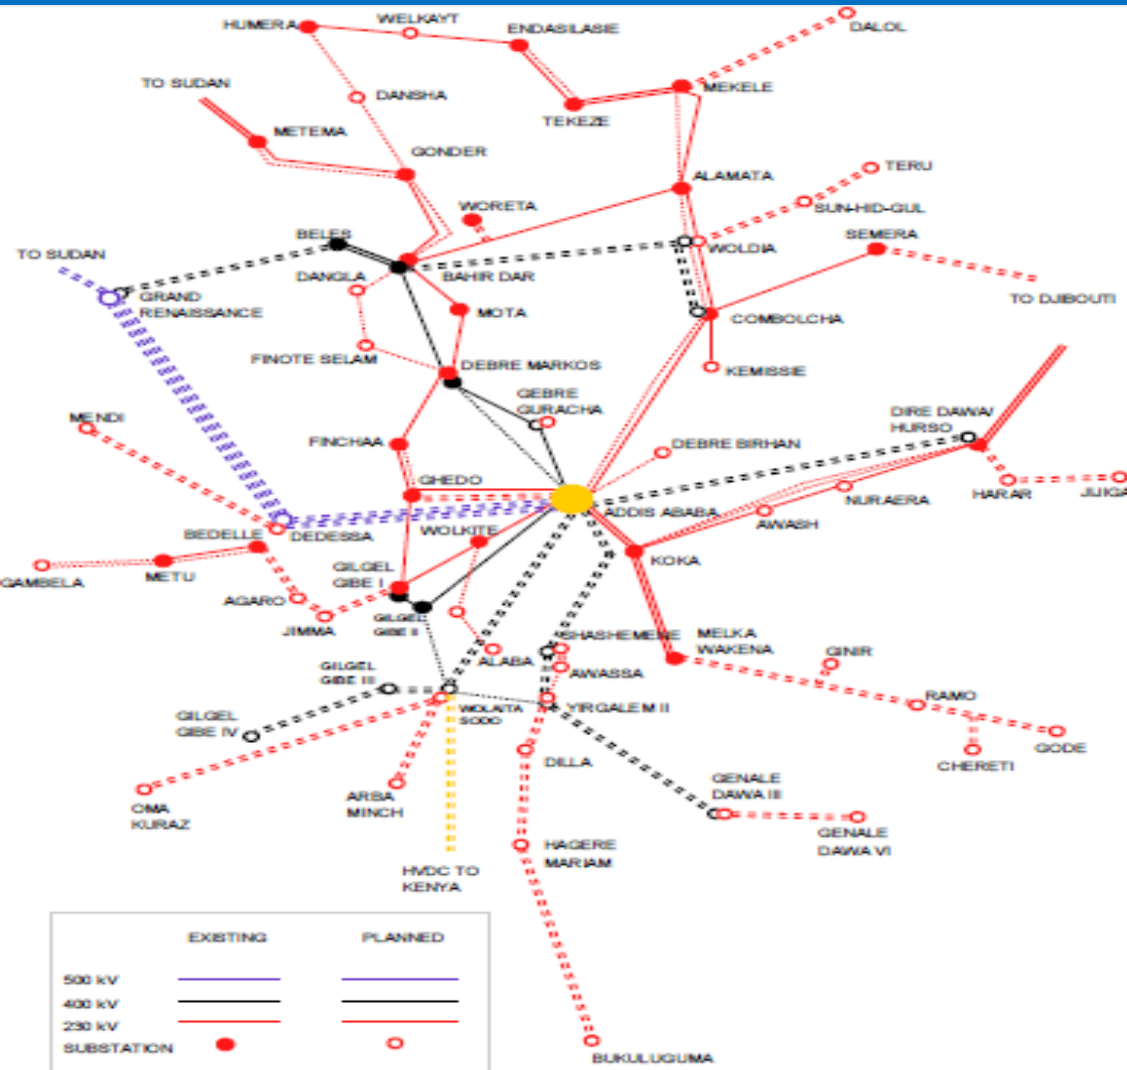 WELKAYT
HUMERA
ENDASILASIE
DALOL
TO SUDAN
MEKELE
DANSHA
TEKEZE
METEMA
GONDER
TERU
ALAMATA
WORETA
SUN-HID-GUL
BELES
SEMERA
TO SUDAN
WOLDIA
DANGLA
BAHIR DAR
GRAND
RENAISSANCE
TO DJIBOUTI
MOTA
COMBOLCHA
FINOTE SELAM
DEBRE MARKOS
KEMISSIE
GEBRE
GURACHA
DIRE DAWA/
HURSO
MENDI
FINCHAA
DEBRE BIRHAN
GHEDO
NURAERA
HARAR
JIJIGA
ADDIS ABABA
AWASH
WOLKITE
BEDELLE
DEDESSA
KOKA
GILGEL
GIBE I
GAMBELA
METU
AGARO
GILGEL
GIBE II
JIMMA
SHASHEMENE
MELKA
WAKENA
GINIR
ALABA
AWASSA
GILGEL
GIBE III
RAMO
WOLAITA
SODO
YIRGALEM II
GILGEL
GIBE IV
GODE
CHERETI
DILLA
GENALE
DAWA III
OMA
KURAZ
ARBA
MINCH
GENALE
DAWA VI
HAGERE
MARIAM
HVDC TO
KENYA
EXISTING PLANNED
500 kV
400 kV
230 kV
SUBSTATION
BUKULUGUMA